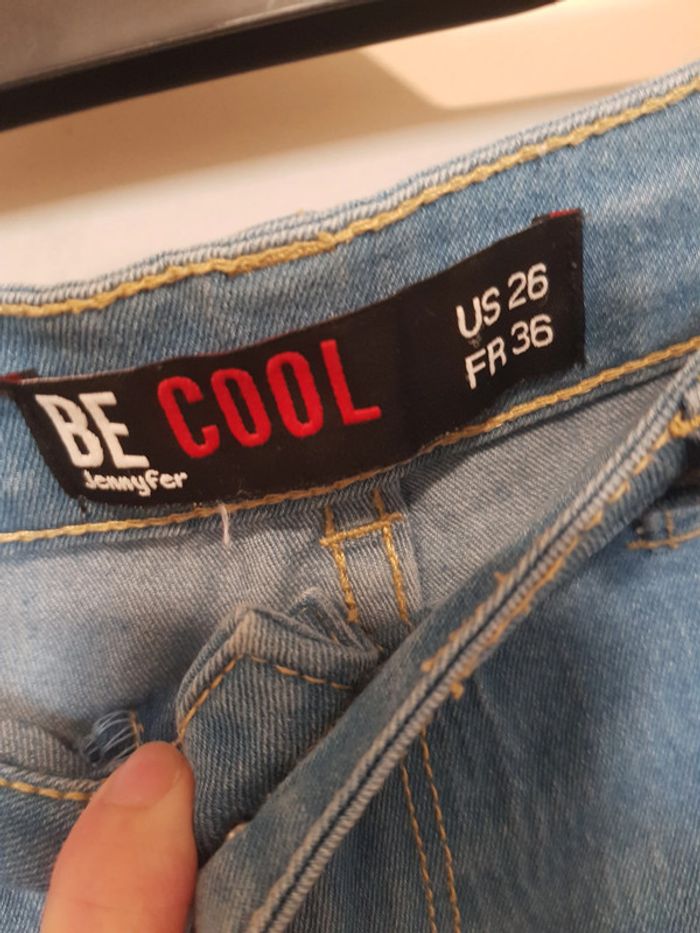 BE COOL
Jennyfer
US 26
FR 36